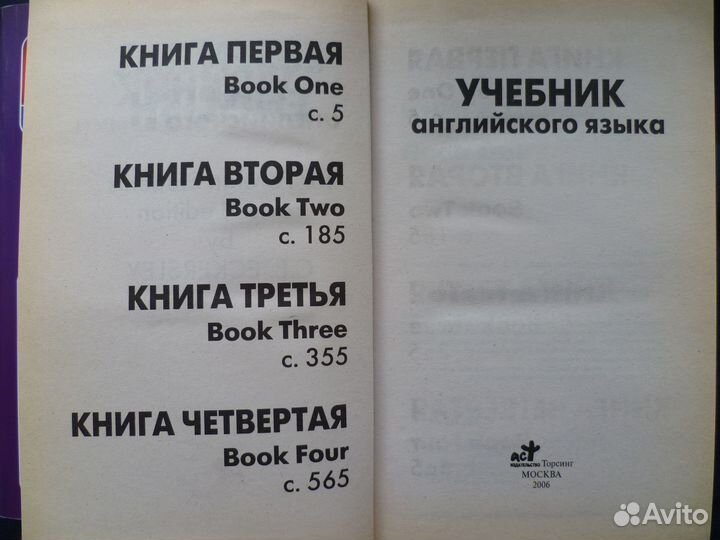 КНИГА ПЕРВАЯ
Book One
с. 5
КНИГА ВТОРАЯ
Book Two
с. 185
КНИГА ТРЕТЬЯ
Book Three
с. 355
КНИГА ЧЕТВЕРТАЯ
Book Four
с. 565
УЧЕБНИК
английского языка
аст
издательство Торсинг
МОСКВА
2006
Avito